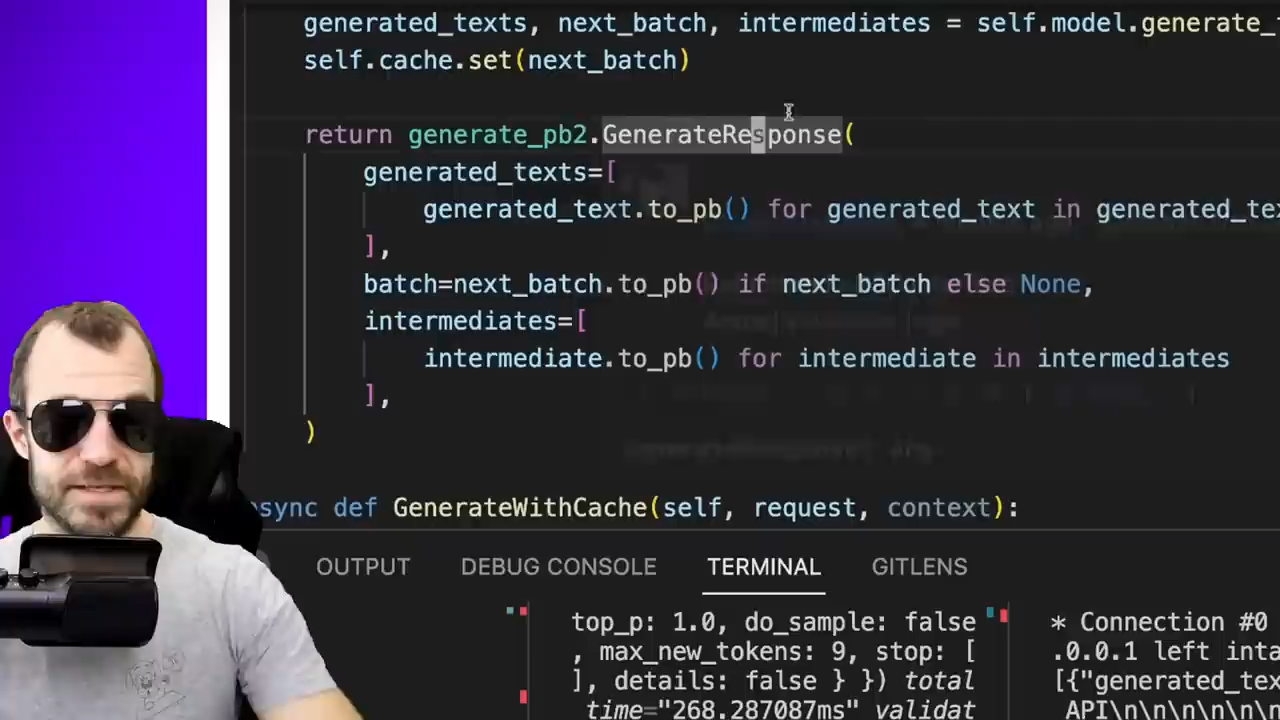 generated_texts, next_batch, intermediates = self.model.generate_
self.cache.set(next_batch)
return generate_pb2.GenerateResponse(
generated_texts=[
generated_text.to_pb() for generated_text in generated_te
],
batch=next_batch.to_pb() if next_batch else None,
intermediates=[
intermediate.to_pb() for intermediate in intermediates
],
)
async def GenerateWithCache(self, request, context):
OUTPUT DEBUG CONSOLE TERMINAL GITLENS
top_p: 1.0, do_sample: false
, max_new_tokens: 9, stop: [
], details: false } }) total
time="268.287087ms" validat
* Connection #0
.0.0.1 left inta
[{"generated_tex
API\n\n\n\n\n\n